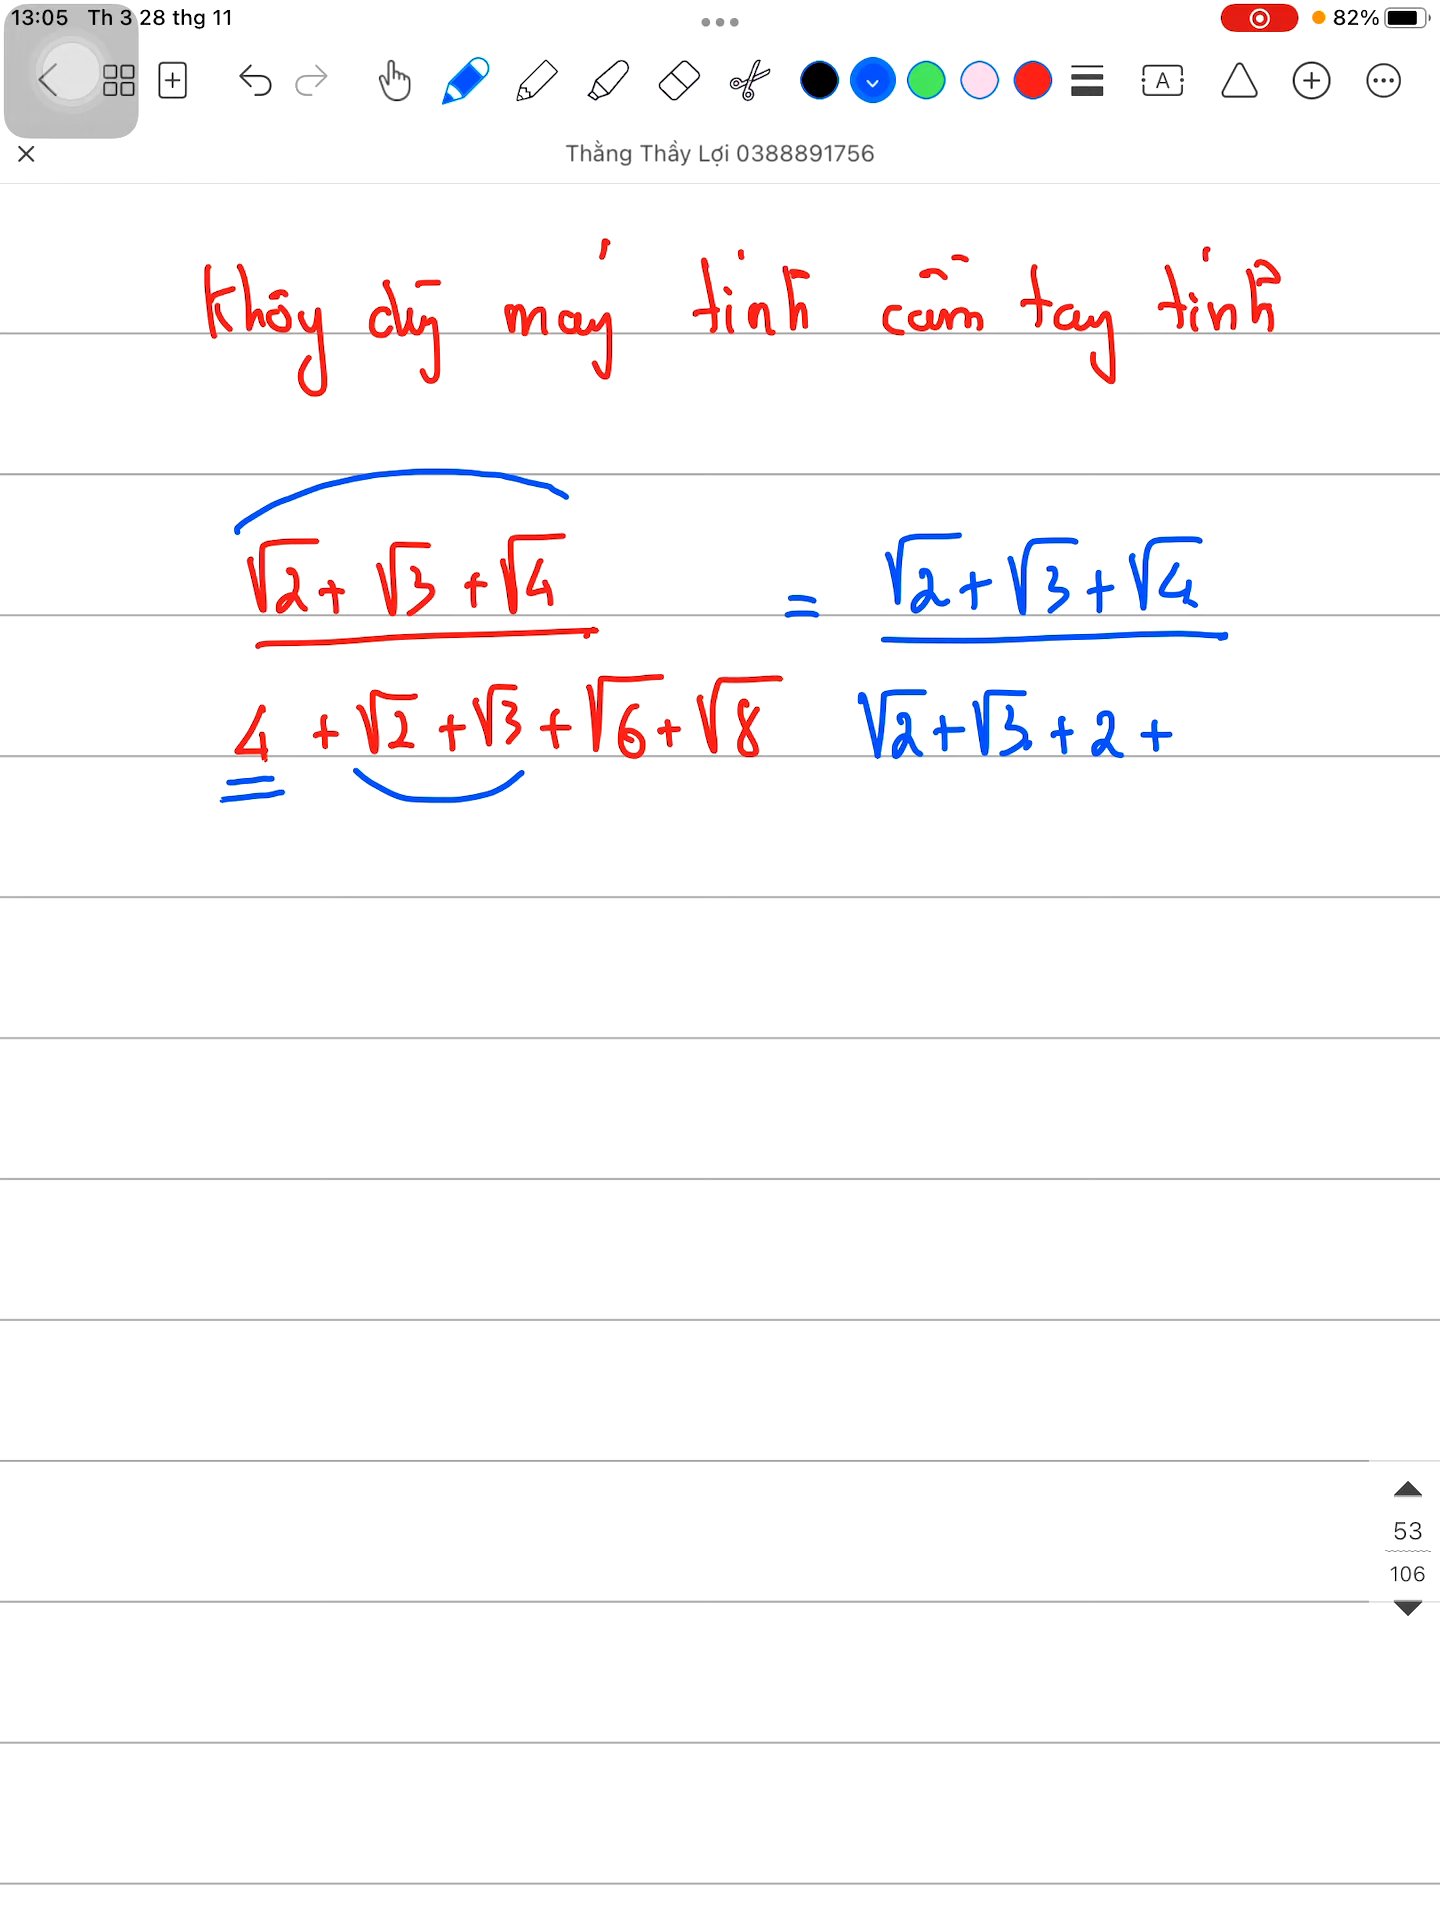 13:05 Th 3 28 thg 11
82%
A
Thằng Thầy Lợi 0388891756
Không dùng máy tính cầm tay tính
√2 + √3 + √4 = √2 + √3 + √4
4 + √2 + √3 + √6 + √8 √2 + √3 + 2 +
53
106